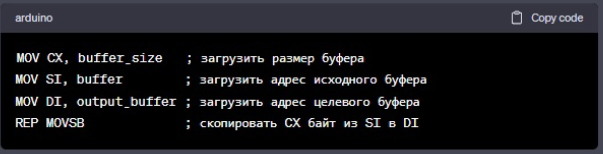 arduino Copy code
MOV CX, buffer_size ; загрузить размер буфера
MOV SI, buffer ; загрузить адрес исходного буфера
MOV DI, output_buffer ; загрузить адрес целевого буфера
REP MOVSB ; скопировать CX байт из SI в DI